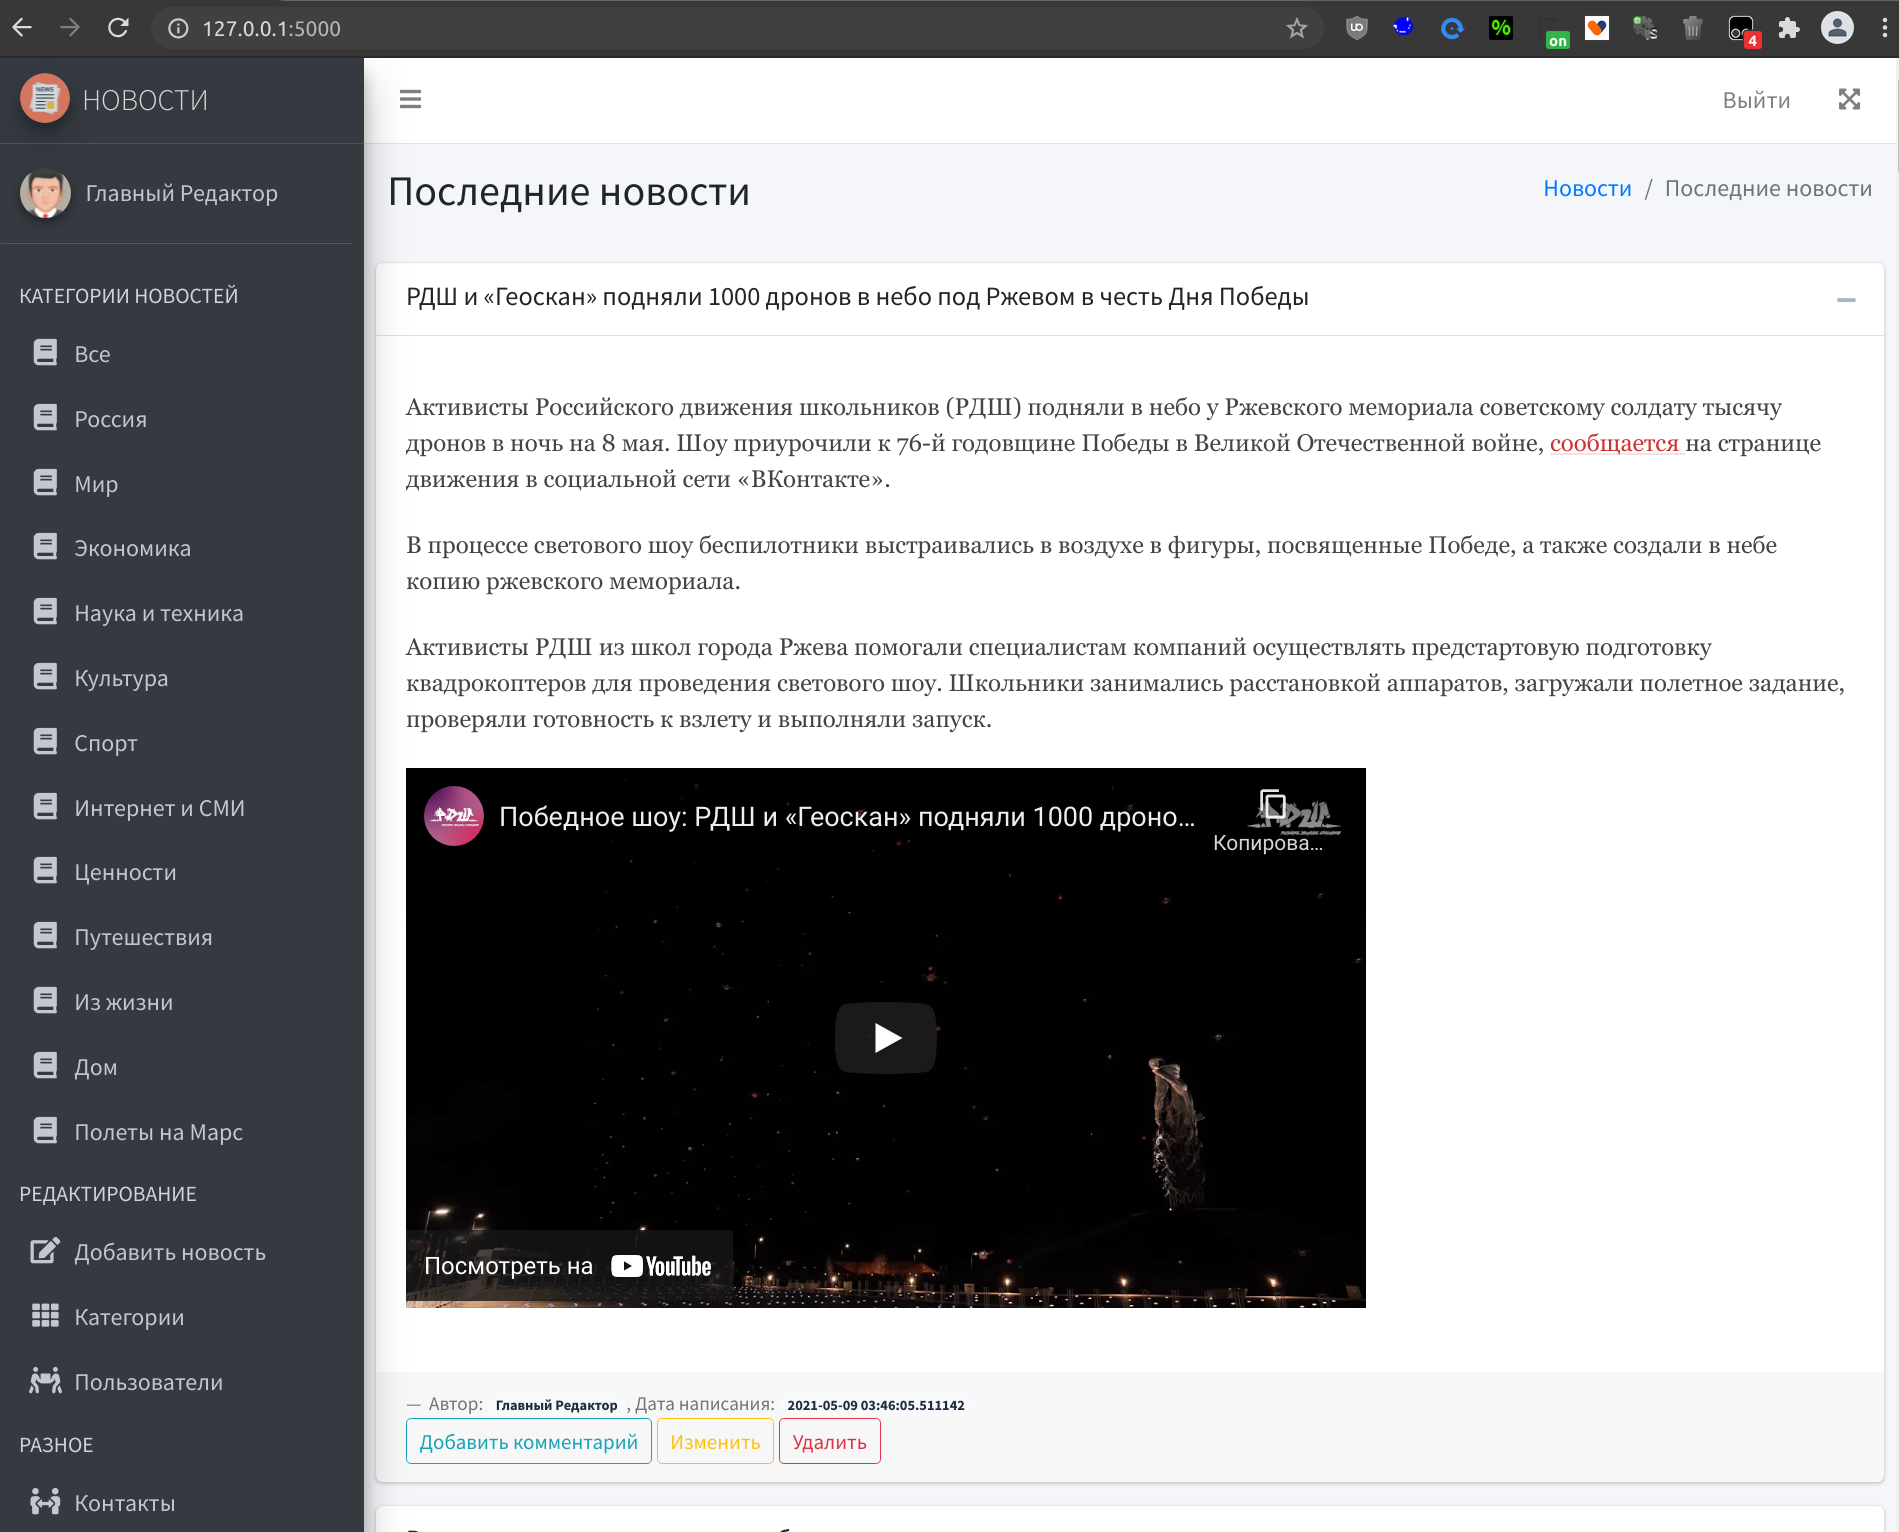 127.0.0.1:5000
on
4
НОВОСТИ
Выйти
Главный Редактор
Последние новости
Новости / Последние новости
КАТЕГОРИИ НОВОСТЕЙ
Все
Россия
Мир
Экономика
Наука и техника
Культура
Спорт
Интернет и СМИ
Ценности
Путешествия
Из жизни
Дом
Полеты на Марс
РЕДАКТИРОВАНИЕ
Добавить новость
Категории
Пользователи
РАЗНОЕ
Контакты
РДШ и «Геоскан» подняли 1000 дронов в небо под Ржевом в честь Дня Победы
Активисты Российского движения школьников (РДШ) подняли в небо у Ржевского мемориала советскому солдату тысячу
дронов в ночь на 8 мая. Шоу приурочили к 76-й годовщине Победы в Великой Отечественной войне, сообщается на странице
движения в социальной сети «ВКонтакте».
В процессе светового шоу беспилотники выстраивались в воздухе в фигуры, посвященные Победе, а также создали в небе
копию ржевского мемориала.
Активисты РДШ из школ города Ржева помогали специалистам компаний осуществлять предстартовую подготовку
квадрокоптеров для проведения светового шоу. Школьники занимались расстановкой аппаратов, загружали полетное задание,
проверяли готовность к взлету и выполняли запуск.
Победное шоу: РДШ и «Геоскан» подняли 1000 дроно...
РДШ
Копирова...
Посмотреть на YouTube
— Автор: Главный Редактор , Дата написания: 2021-05-09 03:46:05.511142
Добавить комментарий Изменить Удалить